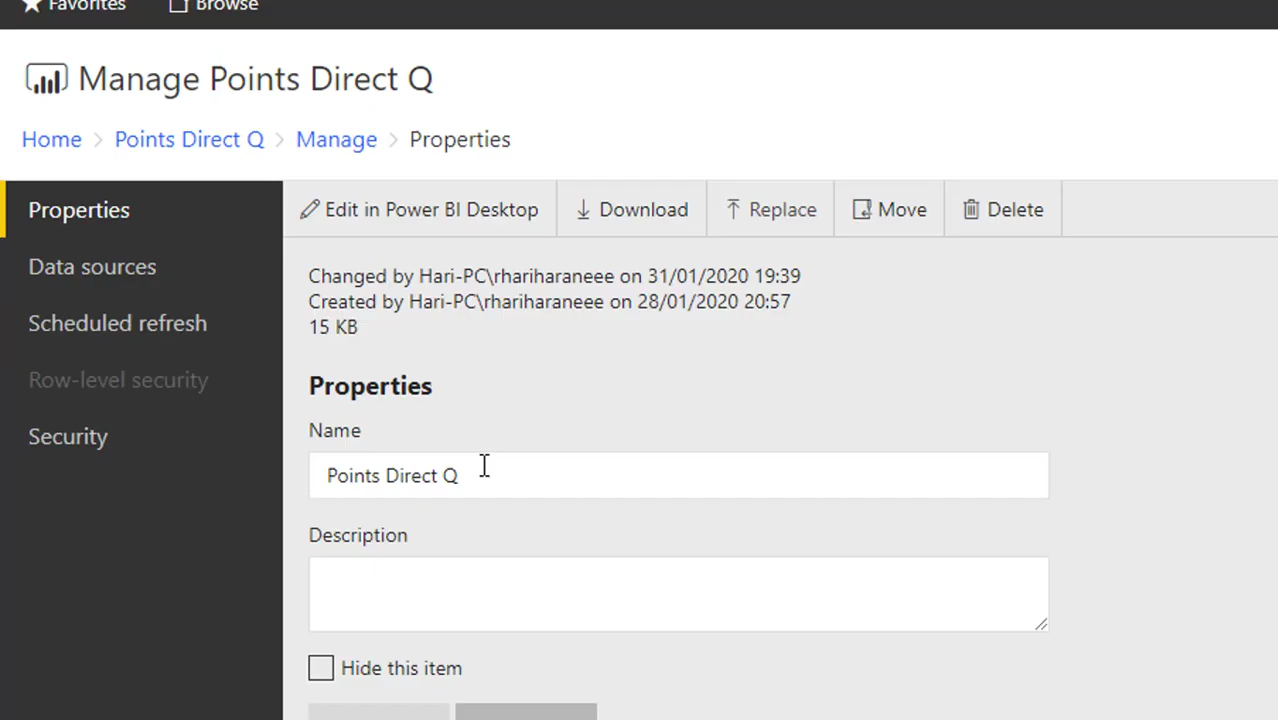 Favorites Browse
Manage Points Direct Q
Home > Points Direct Q > Manage > Properties
Properties
Data sources
Scheduled refresh
Row-level security
Security
Edit in Power BI Desktop Download Replace Move Delete
Changed by Hari-PC\rhariharaneee on 31/01/2020 19:39
Created by Hari-PC\rhariharaneee on 28/01/2020 20:57
15 KB
Properties
Name
Points Direct Q
Description
Hide this item